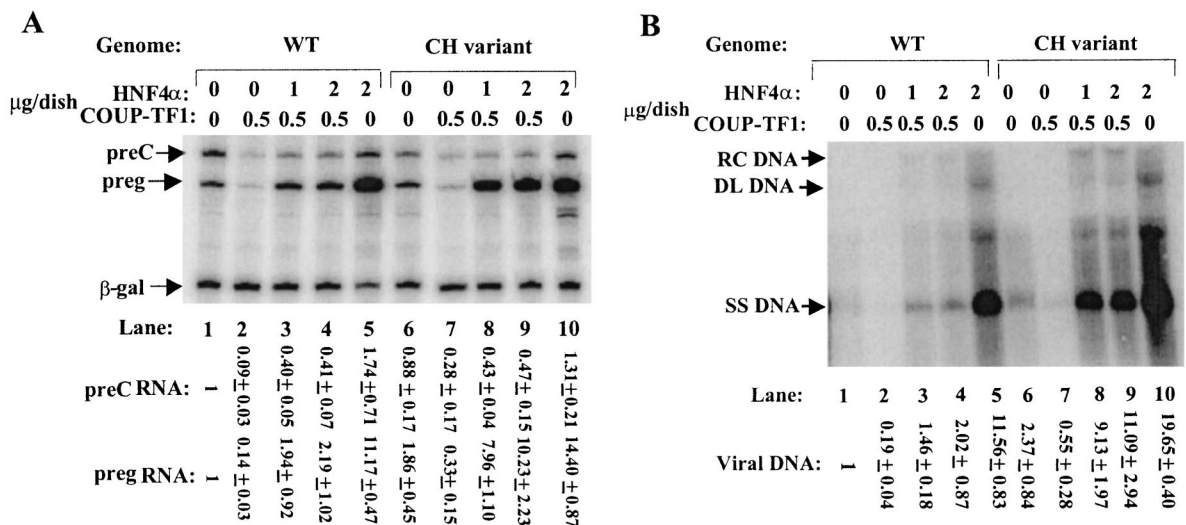 A
Genome: WT CH variant
μg/dish HNF4α: 0 0 1 2 2 0 0 1 2 2
COUP-TF1: 0 0.5 0.5 0.5 0 0 0.5 0.5 0.5 0
preC
preg
β-gal
Lane: 1 2 3 4 5 6 7 8 9 10
preC RNA: 1 0.09±0.03 0.40±0.05 0.41±0.07 1.74±0.71 0.88±0.17 0.28±0.17 0.43±0.04 0.47±0.15 1.31±0.21
preg RNA: 1 0.14±0.03 1.94±0.92 2.19±1.02 11.17±0.47 1.86±0.45 0.33±0.15 7.96±1.10 10.23±2.23 14.40±0.87
B
Genome: WT CH variant
μg/dish HNF4α: 0 0 1 2 2 0 0 1 2 2
COUP-TF1: 0 0.5 0.5 0.5 0 0 0.5 0.5 0.5 0
RC DNA
DL DNA
SS DNA
Lane: 1 2 3 4 5 6 7 8 9 10
Viral DNA: 1 0.19±0.04 1.46±0.18 2.02±0.87 11.56±0.83 2.37±0.84 0.55±0.28 9.13±1.97 11.09±2.94 19.65±0.40